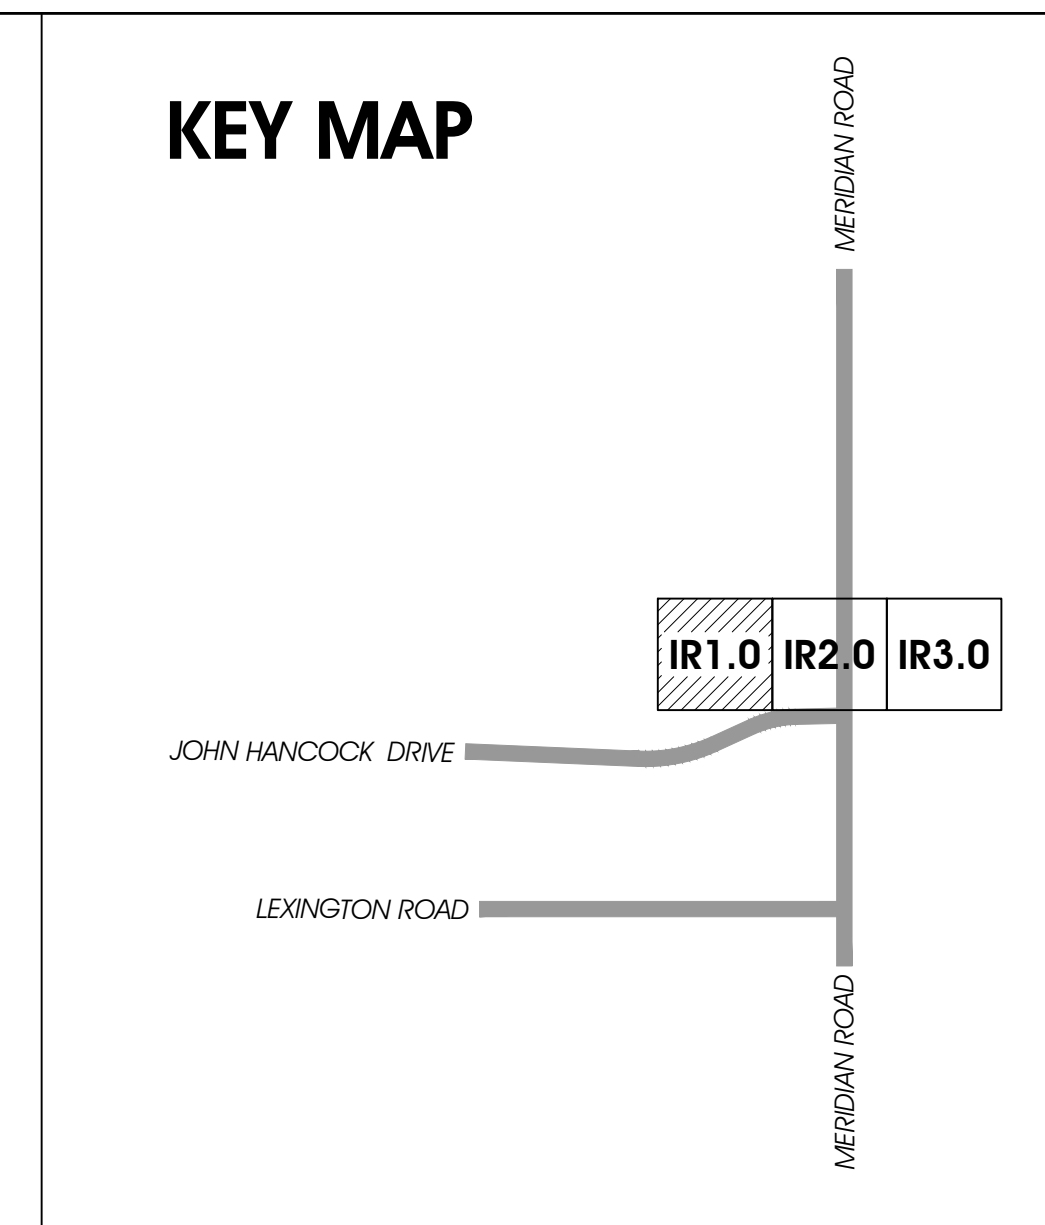 KEY MAP
MERIDIAN ROAD
IR1.0
IR2.0
IR3.0
JOHN HANCOCK DRIVE
LEXINGTON ROAD
MERIDIAN ROAD